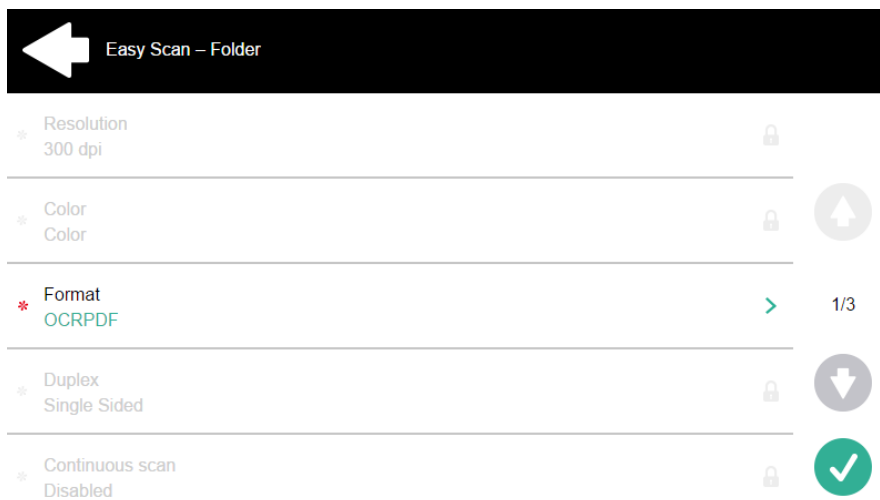 Easy Scan – Folder
* Resolution
300 dpi
* Color
Color
* Format
OCRPDF
1/3
* Duplex
Single Sided
* Continuous scan
Disabled